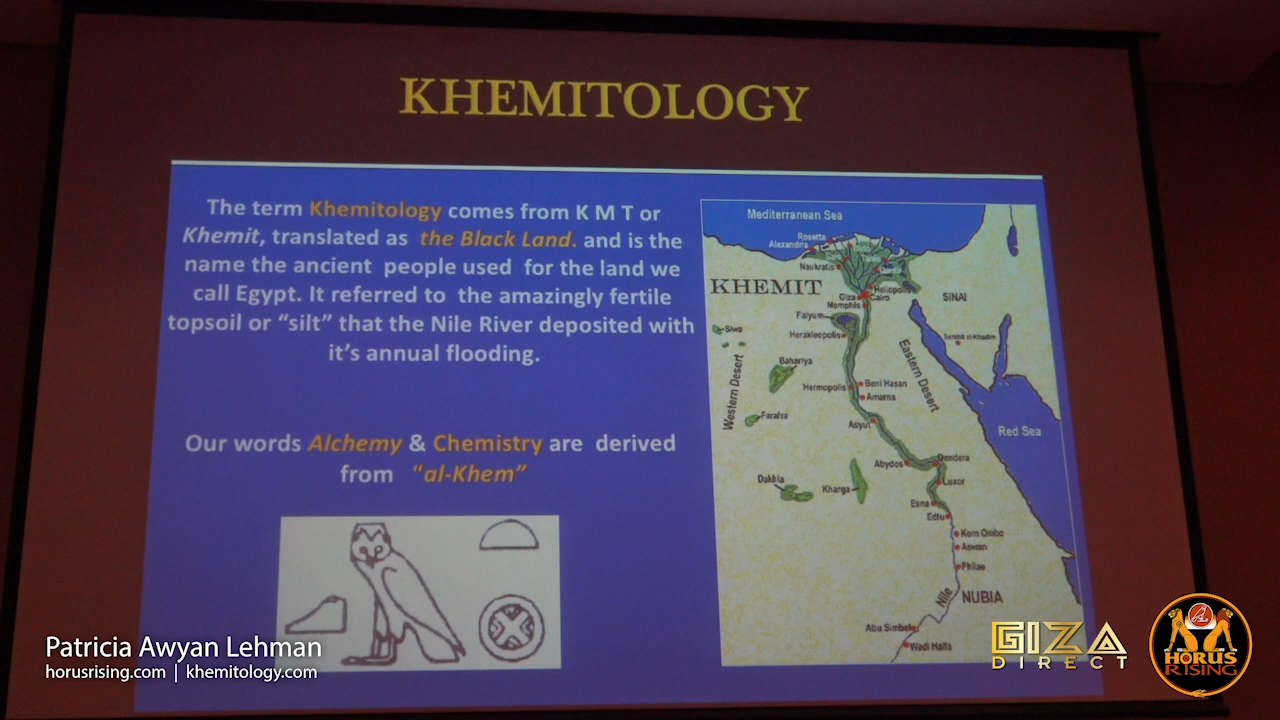 KHEMITOLOGY
The term Khemitology comes from K M T or
Khemit, translated as the Black Land. and is the
name the ancient people used for the land we
call Egypt. It referred to the amazingly fertile
topsoil or “silt” that the Nile River deposited with
it’s annual flooding.
Our words Alchemy & Chemistry are derived
from “al-Khem”
Mediterranean Sea
Rosetta
Alexandria
Naukratis
KHEMIT
Heliopolis
Giza
Cairo
Memphis
SINAI
Faiyum
Siwa
Herakleopolis
Serabit el-Khadim
Western Desert
Eastern Desert
Bahariya
Hermopolis
Beni Hasan
Amarna
Farafra
Asyut
Red Sea
Abydos
Dendera
Dakhla
Kharga
Luxor
Esna
Edfu
Kom Ombo
Aswan
Philae
Nile
NUBIA
Abu Simbel
Wadi Halfa
Patricia Awyan Lehman
horusrising.com | khemitology.com
GIZA
DIRECT
HORUS
RISING